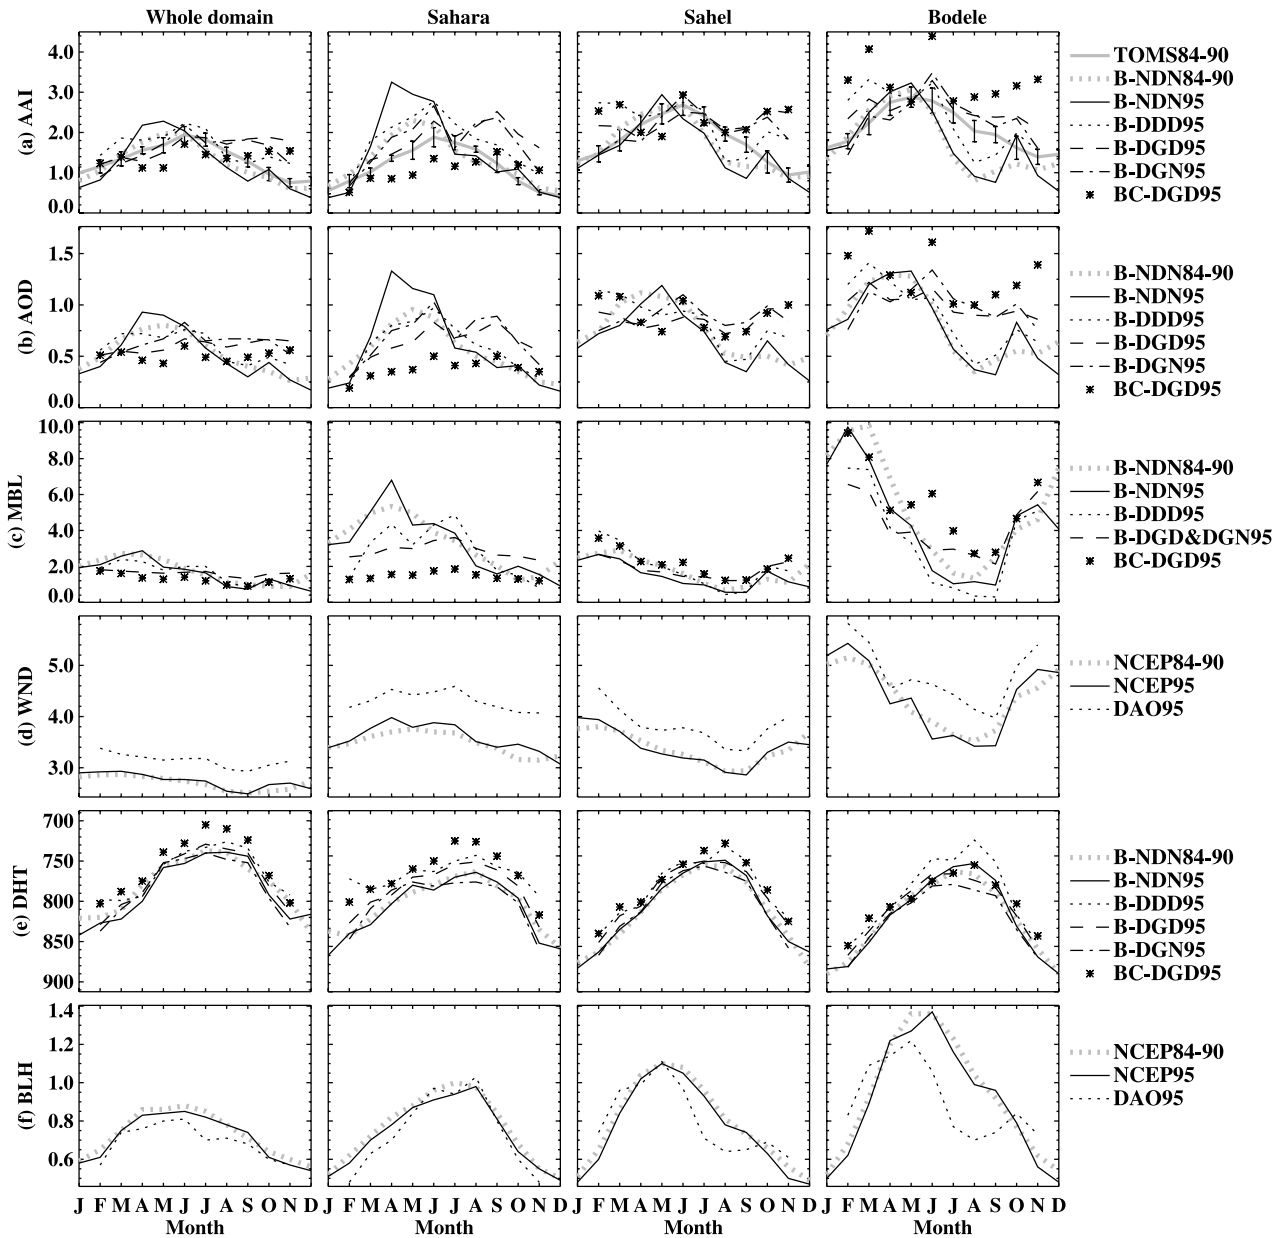 Whole domain Sahara Sahel Bodele
(a) AAI
4.0
3.0
2.0
1.0
0.0
TOMS84-90
B-NDN84-90
B-NDN95
B-DDD95
B-DGD95
B-DGN95
BC-DGD95
(b) AOD
1.5
1.0
0.5
0.0
B-NDN84-90
B-NDN95
B-DDD95
B-DGD95
B-DGN95
BC-DGD95
(c) MBL
10.0
8.0
6.0
4.0
2.0
0.0
B-NDN84-90
B-NDN95
B-DDD95
B-DGD&DGN95
BC-DGD95
(d) WND
5.0
4.0
3.0
NCEP84-90
NCEP95
DAO95
(e) DHT
700
750
800
850
900
B-NDN84-90
B-NDN95
B-DDD95
B-DGD95
B-DGN95
BC-DGD95
(f) BLH
1.4
1.2
1.0
0.8
0.6
NCEP84-90
NCEP95
DAO95
J F M A M J J A S O N D J F M A M J J A S O N D J F M A M J J A S O N D J F M A M J J A S O N D
Month Month Month Month